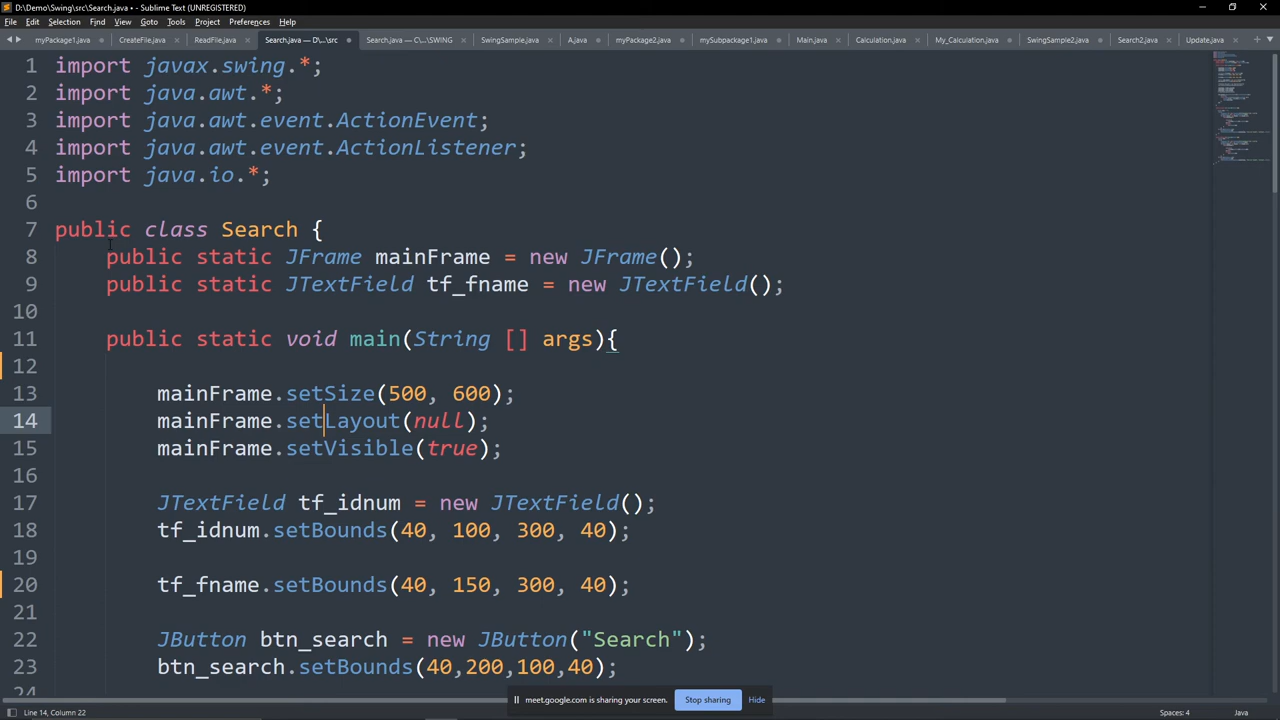 D:\Demo\Swing\src\Search.java • - Sublime Text (UNREGISTERED)
File Edit Selection Find View Goto Tools Project Preferences Help
myPackage1.java CreateFile.java ReadFile.java Search.java — D:\...\src Search.java — C:\...\SWING SwingSample.java A.java myPackage2.java mySubpackage1.java Main.java Calculation.java My_Calculation.java SwingSample2.java Search2.java Update.java
1 import javax.swing.*;
2 import java.awt.*;
3 import java.awt.event.ActionEvent;
4 import java.awt.event.ActionListener;
5 import java.io.*;
6
7 public class Search {
8 public static JFrame mainFrame = new JFrame();
9 public static JTextField tf_fname = new JTextField();
10
11 public static void main(String [] args){
12
13 mainFrame.setSize(500, 600);
14 mainFrame.setLayout(null);
15 mainFrame.setVisible(true);
16
17 JTextField tf_idnum = new JTextField();
18 tf_idnum.setBounds(40, 100, 300, 40);
19
20 tf_fname.setBounds(40, 150, 300, 40);
21
22 JButton btn_search = new JButton("Search");
23 btn_search.setBounds(40,200,100,40);
24
meet.google.com is sharing your screen. Stop sharing Hide
Line 14, Column 22 Spaces: 4 Java